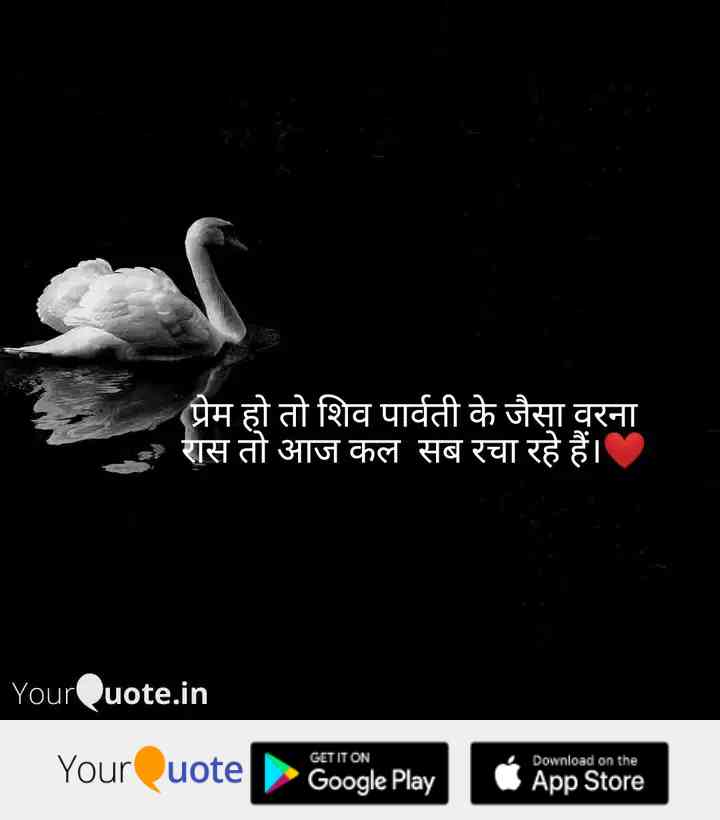 प्रेम हो तो शिव पार्वती के जैसा वरना
रास तो आज कल सब रचा रहे हैं।❤️
YourQuote.in
YourQuote
GET IT ON
Google Play
Download on the
App Store